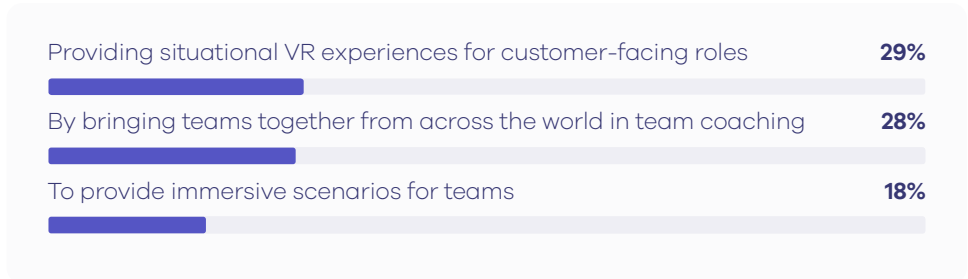 Providing situational VR experiences for customer-facing roles 29%
By bringing teams together from across the world in team coaching 28%
To provide immersive scenarios for teams 18%